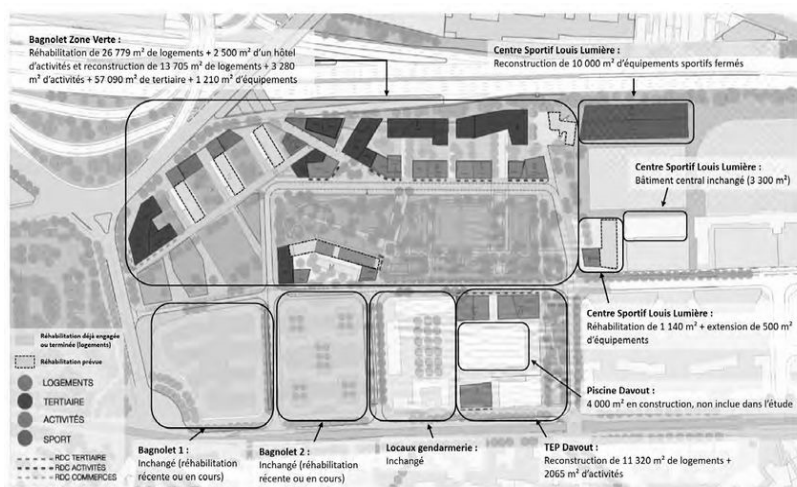 Bagnolet Zone Verte :
Réhabilitation de 26 779 m² de logements + 2 500 m² d'un hôtel
d'activités et reconstruction de 13 705 m² de logements + 3 280
m² d'activités + 57 090 m² de tertiaire + 1 210 m² d'équipements
Centre Sportif Louis Lumière :
Reconstruction de 10 000 m² d'équipements sportifs fermés
Centre Sportif Louis Lumière :
Bâtiment central inchangé (3 300 m²)
Centre Sportif Louis Lumière :
Réhabilitation de 1 140 m² + extension de 500 m²
d'équipements
Piscine Davout :
4 000 m² en construction, non incluse dans l'étude
TEP Davout :
Reconstruction de 11 320 m² de logements +
2065 m² d'activités
Locaux gendarmerie :
Inchangé
Bagnolet 2 :
Inchangé (réhabilitation
récente ou en cours)
Bagnolet 1 :
Inchangé (réhabilitation
récente ou en cours)
Réhabilitation déjà engagée
ou terminée (logements)
Réhabilitation prévue
LOGEMENTS
TERTIAIRE
ACTIVITÉS
SPORT
RDC TERTIAIRE
RDC ACTIVITÉS
RDC COMMERCES